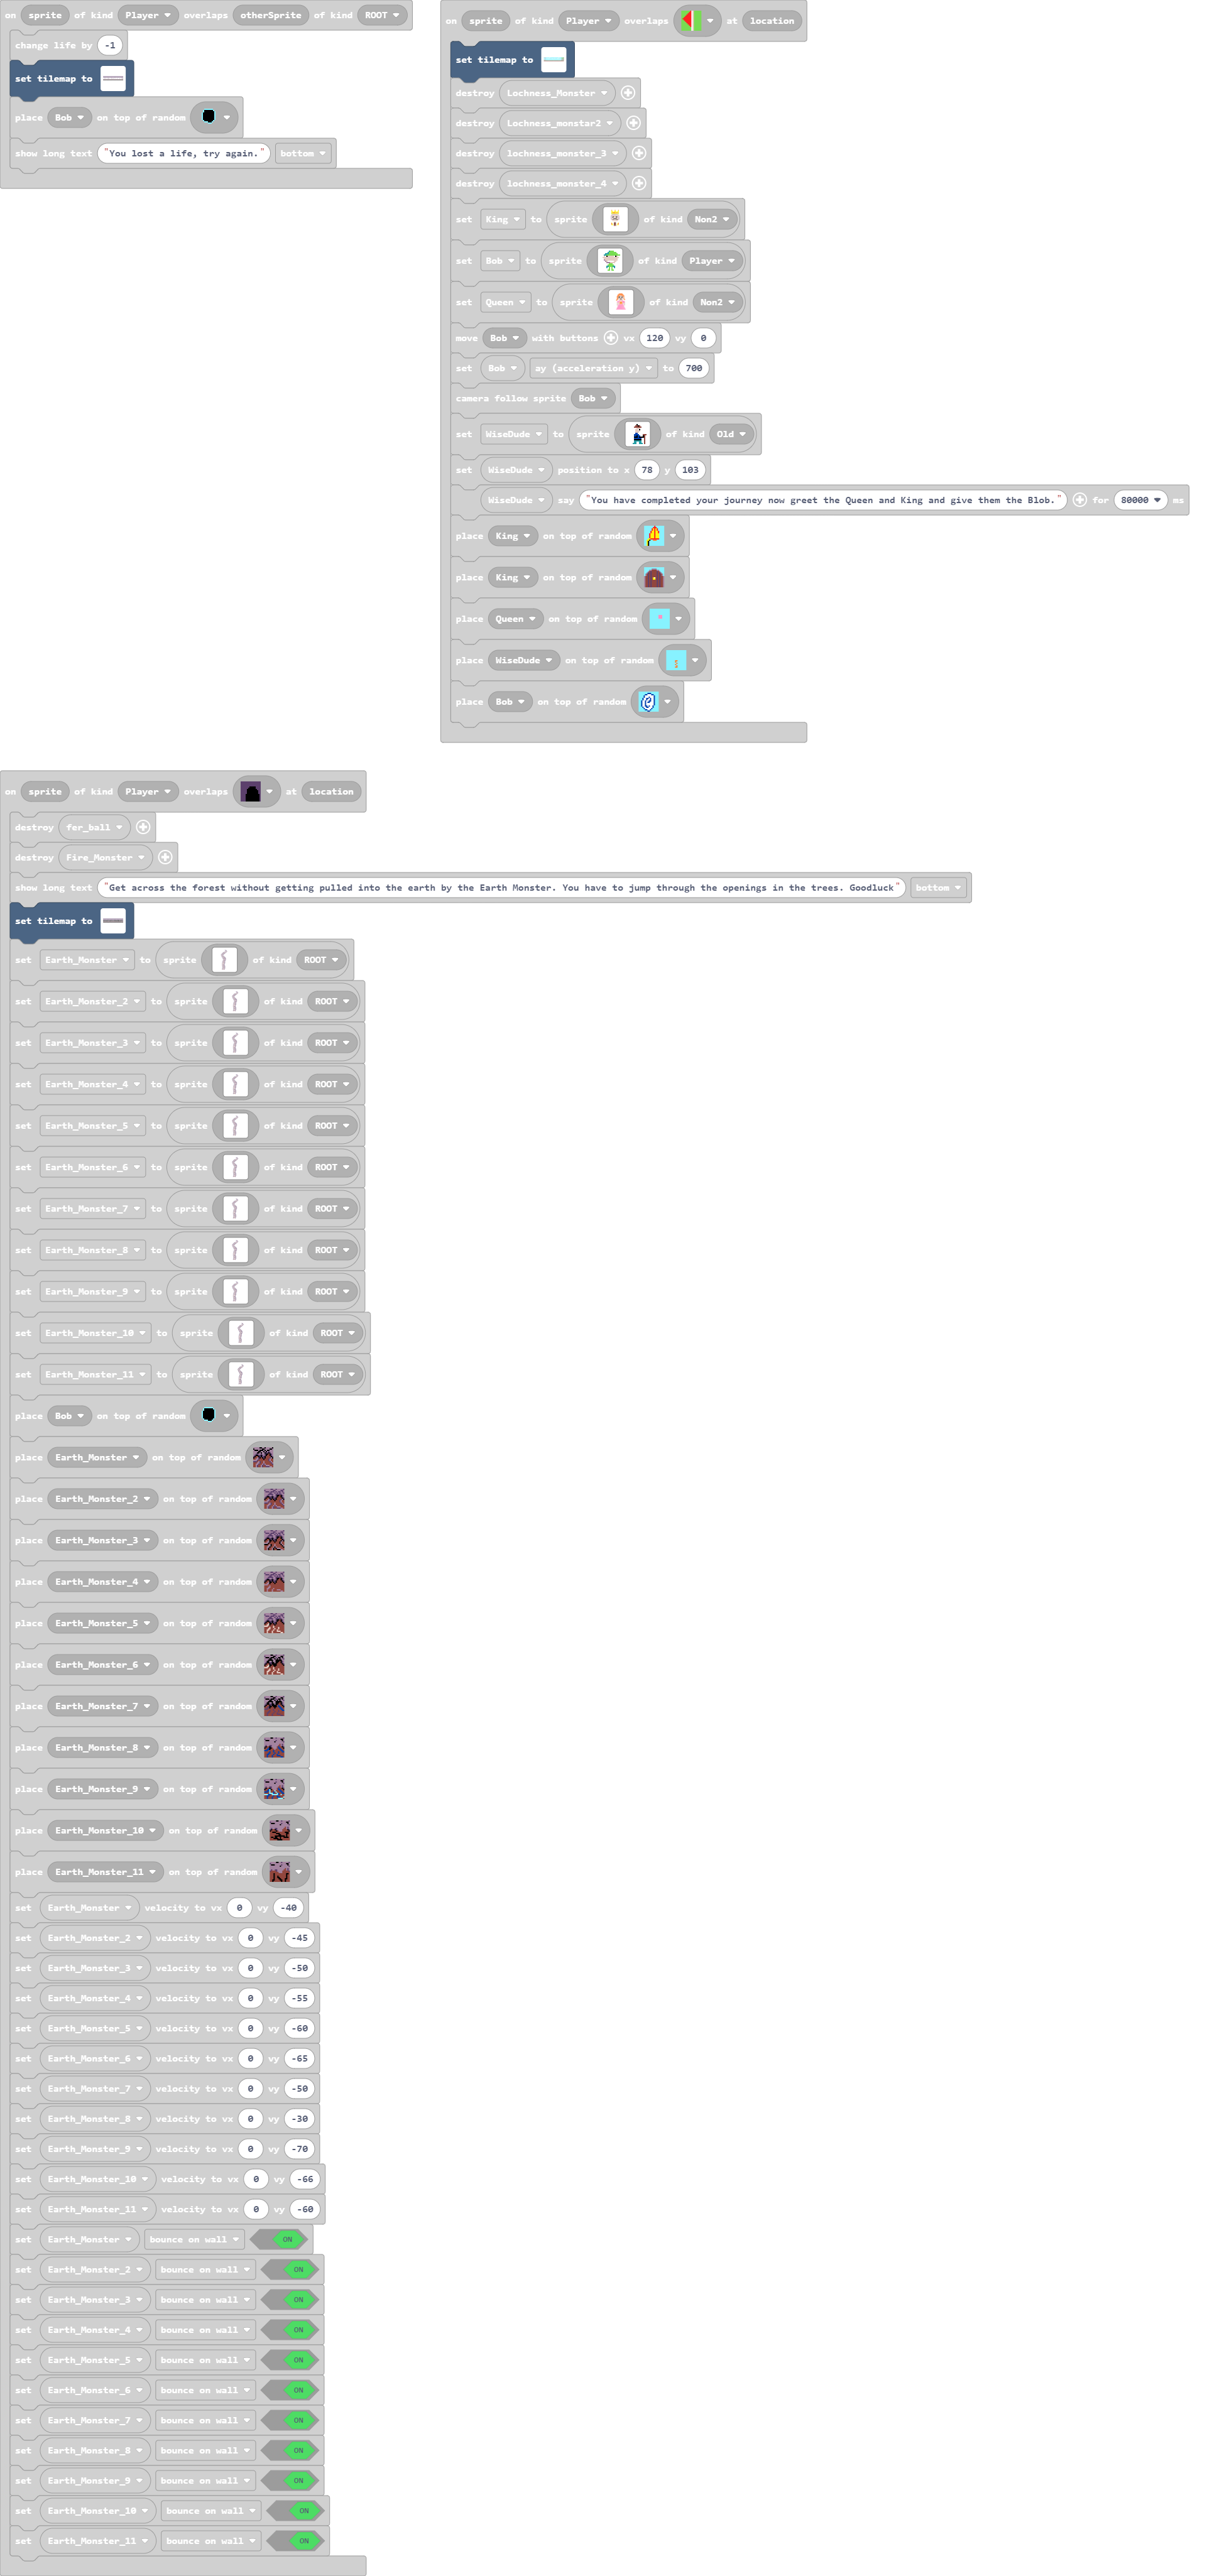 on sprite of kind Player overlaps otherSprite of kind ROOT
change life by -1
set tilemap to
place Bob on top of random
show long text "You lost a life, try again." bottom
on sprite of kind Player overlaps at location
set tilemap to
destroy Lochness_Monster
destroy Lochness_monstar2
destroy lochness_monster_3
destroy lochness_monster_4
set King to sprite of kind Non2
set Bob to sprite of kind Player
set Queen to sprite of kind Non2
move Bob with buttons vx 120 vy 0
set Bob ay (acceleration y) to 700
camera follow sprite Bob
set WiseDude to sprite of kind Old
set WiseDude position to x 78 y 103
WiseDude say "You have completed your journey now greet the Queen and King and give them the Blob." for 80000 ms
place King on top of random
place King on top of random
place Queen on top of random
place WiseDude on top of random
place Bob on top of random
on sprite of kind Player overlaps at location
destroy fer_ball
destroy Fire_Monster
show long text "Get across the forest without getting pulled into the earth by the Earth Monster. You have to jump through the openings in the trees. Goodluck" bottom
set tilemap to
set Earth_Monster to sprite of kind ROOT
set Earth_Monster_2 to sprite of kind ROOT
set Earth_Monster_3 to sprite of kind ROOT
set Earth_Monster_4 to sprite of kind ROOT
set Earth_Monster_5 to sprite of kind ROOT
set Earth_Monster_6 to sprite of kind ROOT
set Earth_Monster_7 to sprite of kind ROOT
set Earth_Monster_8 to sprite of kind ROOT
set Earth_Monster_9 to sprite of kind ROOT
set Earth_Monster_10 to sprite of kind ROOT
set Earth_Monster_11 to sprite of kind ROOT
place Bob on top of random
place Earth_Monster on top of random
place Earth_Monster_2 on top of random
place Earth_Monster_3 on top of random
place Earth_Monster_4 on top of random
place Earth_Monster_5 on top of random
place Earth_Monster_6 on top of random
place Earth_Monster_7 on top of random
place Earth_Monster_8 on top of random
place Earth_Monster_9 on top of random
place Earth_Monster_10 on top of random
place Earth_Monster_11 on top of random
set Earth_Monster velocity to vx 0 vy -40
set Earth_Monster_2 velocity to vx 0 vy -45
set Earth_Monster_3 velocity to vx 0 vy -50
set Earth_Monster_4 velocity to vx 0 vy -55
set Earth_Monster_5 velocity to vx 0 vy -60
set Earth_Monster_6 velocity to vx 0 vy -65
set Earth_Monster_7 velocity to vx 0 vy -50
set Earth_Monster_8 velocity to vx 0 vy -30
set Earth_Monster_9 velocity to vx 0 vy -70
set Earth_Monster_10 velocity to vx 0 vy -66
set Earth_Monster_11 velocity to vx 0 vy -60
set Earth_Monster bounce on wall ON
set Earth_Monster_2 bounce on wall ON
set Earth_Monster_3 bounce on wall ON
set Earth_Monster_4 bounce on wall ON
set Earth_Monster_5 bounce on wall ON
set Earth_Monster_6 bounce on wall ON
set Earth_Monster_7 bounce on wall ON
set Earth_Monster_8 bounce on wall ON
set Earth_Monster_9 bounce on wall ON
set Earth_Monster_10 bounce on wall ON
set Earth_Monster_11 bounce on wall ON